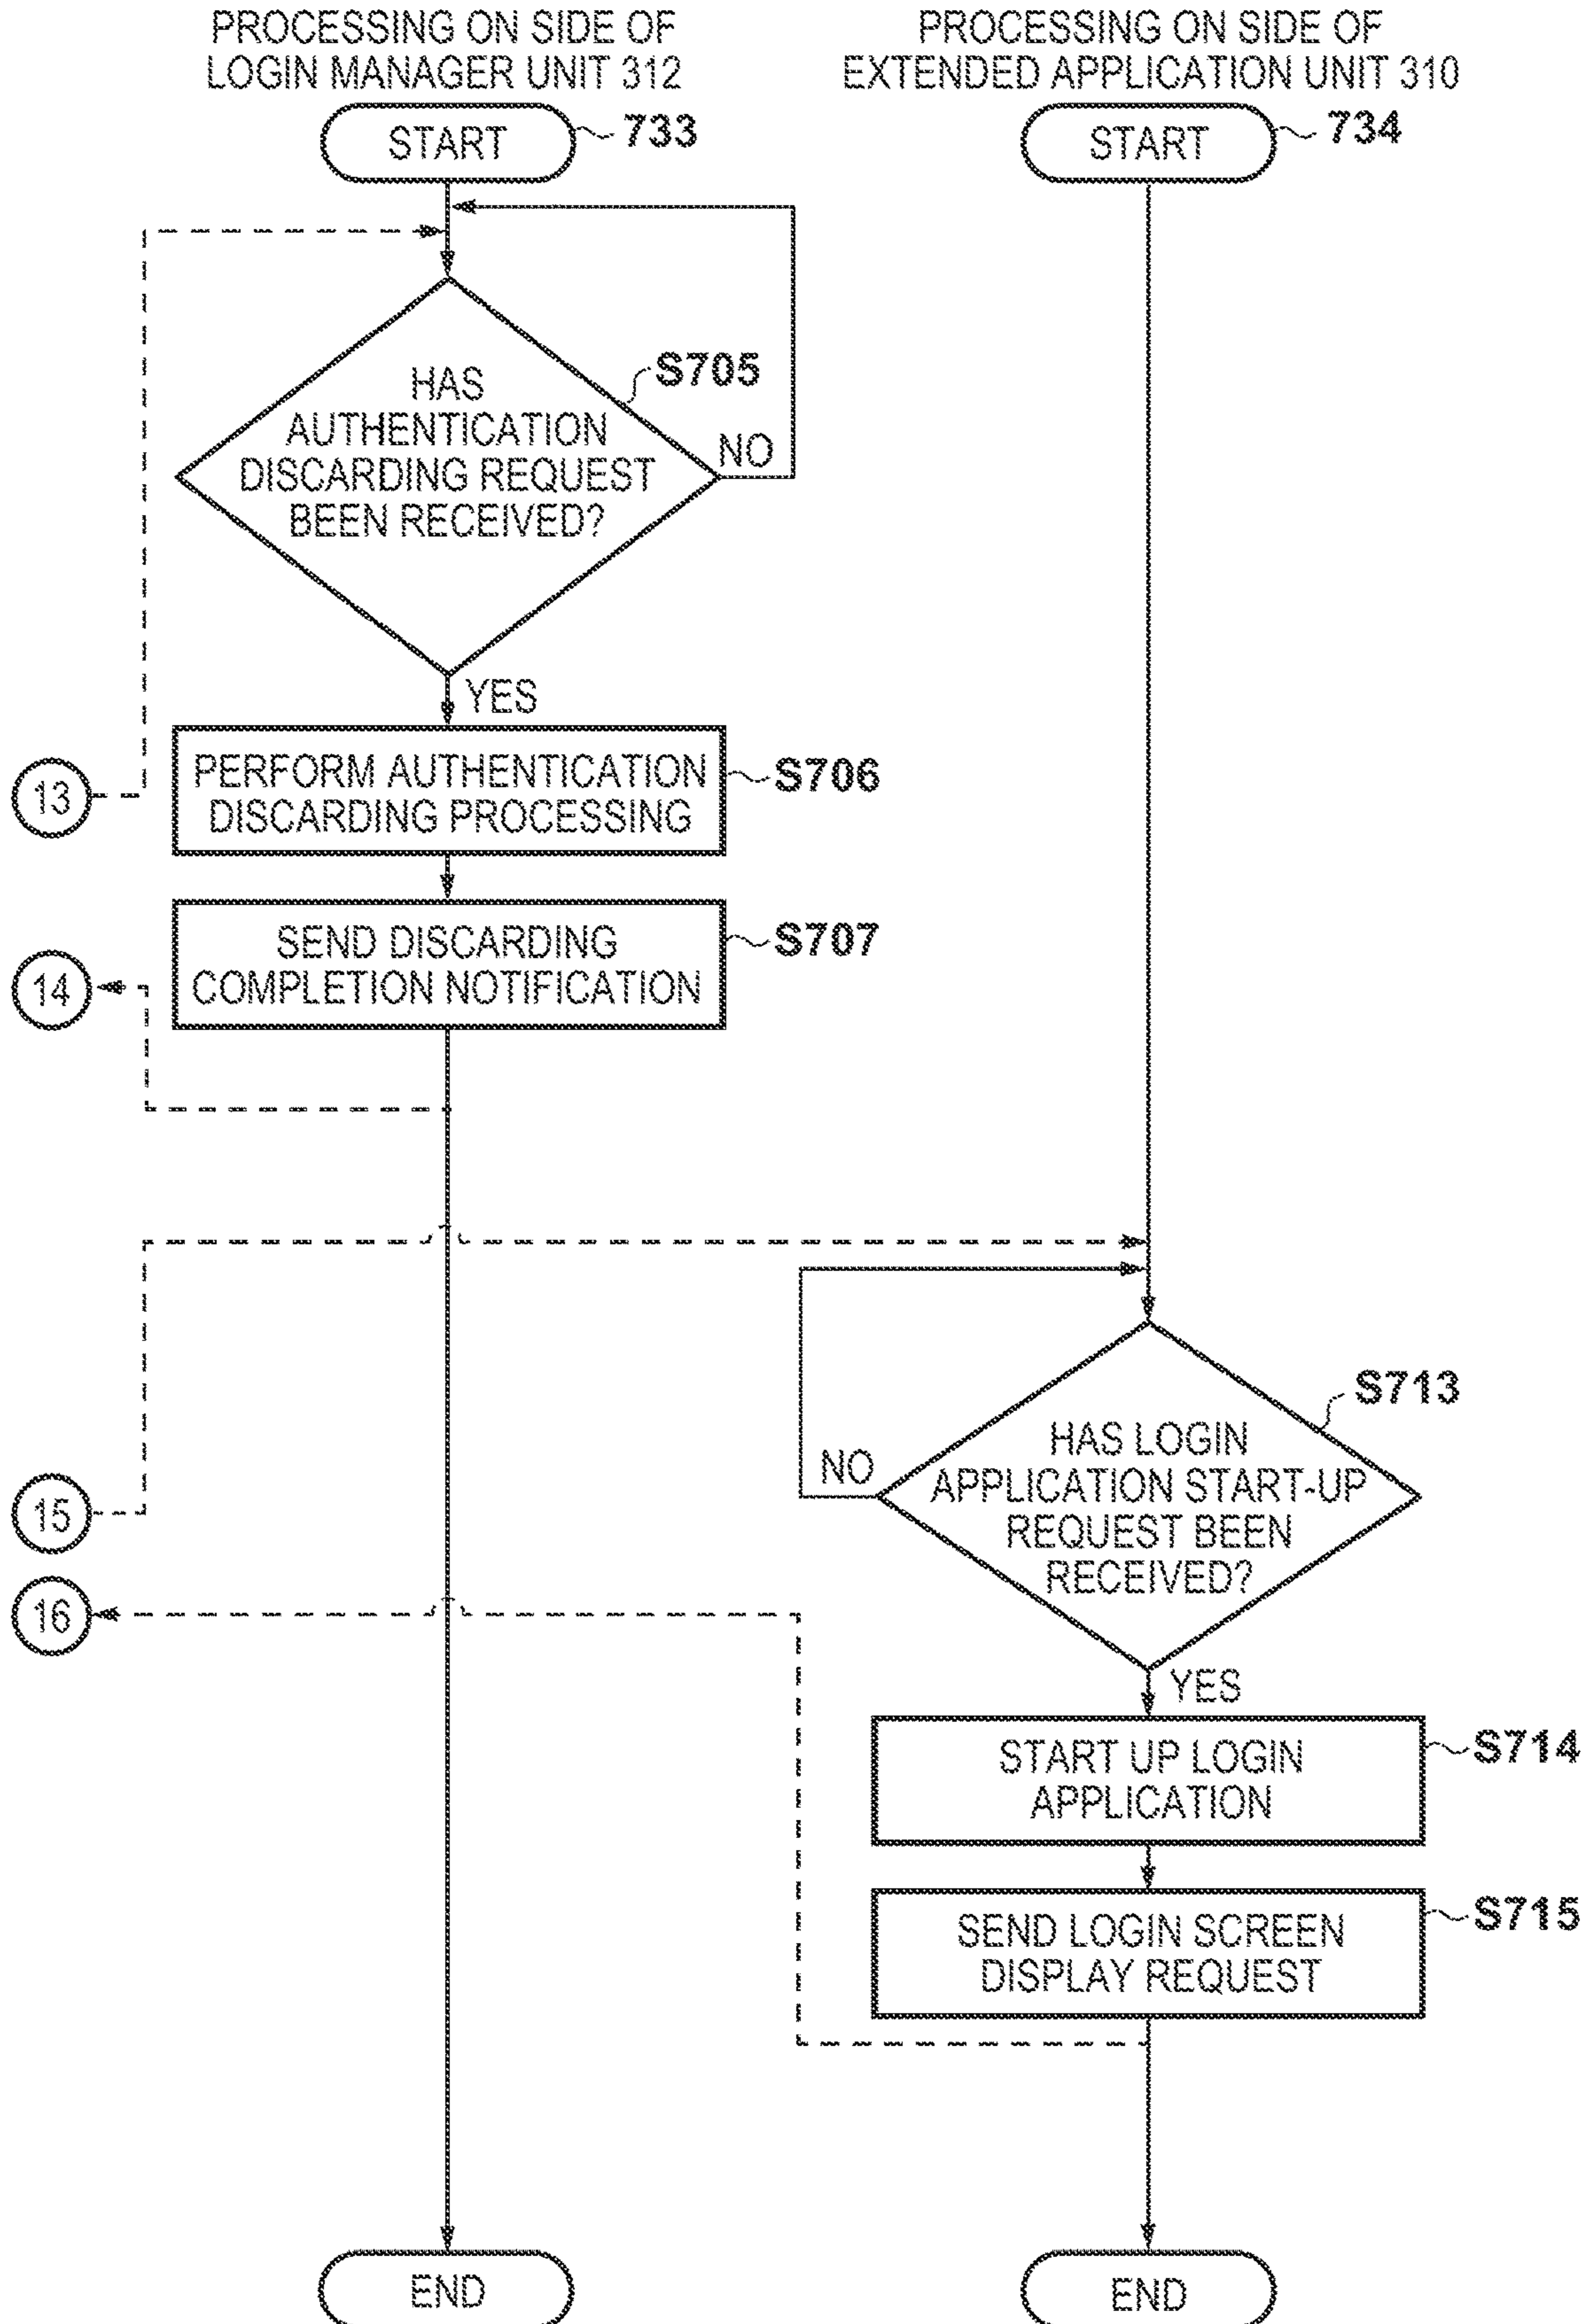 PROCESSING ON SIDE OF
LOGIN MANAGER UNIT 312
PROCESSING ON SIDE OF
EXTENDED APPLICATION UNIT 310
START
733
START
734
HAS
AUTHENTICATION
DISCARDING REQUEST
BEEN RECEIVED?
S705
NO
YES
13
PERFORM AUTHENTICATION
DISCARDING PROCESSING
S706
14
SEND DISCARDING
COMPLETION NOTIFICATION
S707
S713
HAS LOGIN
APPLICATION START-UP
REQUEST BEEN
RECEIVED?
NO
15
16
YES
START UP LOGIN
APPLICATION
S714
SEND LOGIN SCREEN
DISPLAY REQUEST
S715
END
END